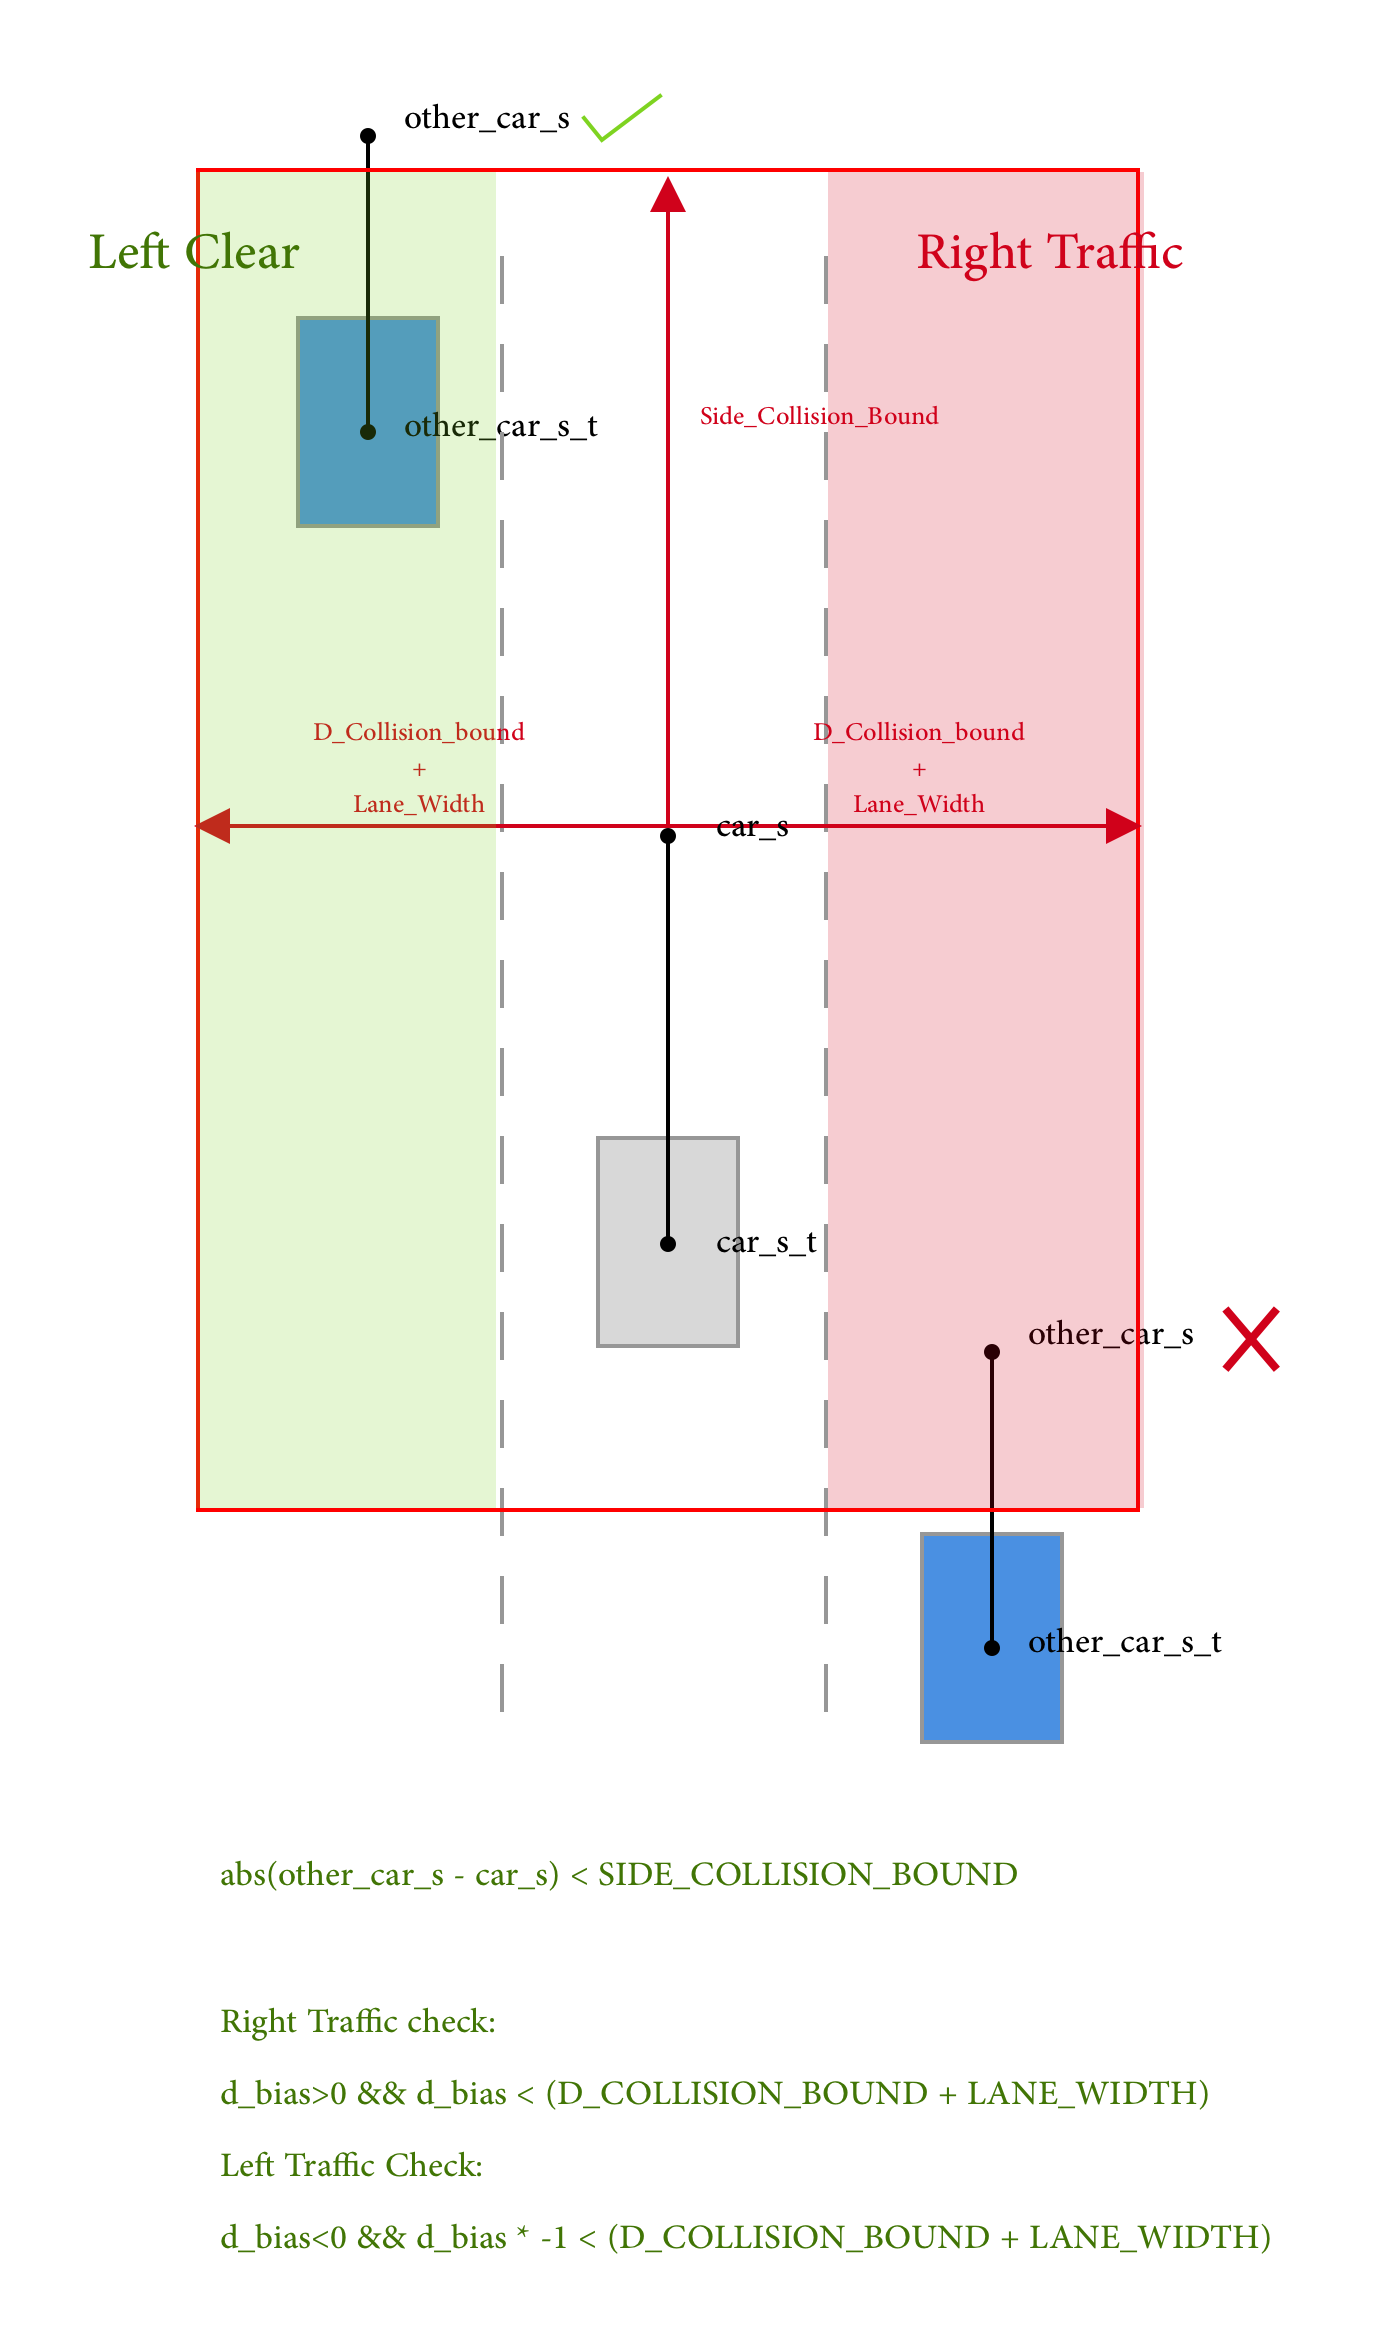 other_car_s
Left Clear
Right Traffic
Side_Collision_Bound
other_car_s_t
D_Collision_bound
+
Lane_Width
D_Collision_bound
+
Lane_Width
car_s
car_s_t
other_car_s
other_car_s_t
abs(other_car_s - car_s) < SIDE_COLLISION_BOUND
Right Traffic check:
d_bias>0 && d_bias < (D_COLLISION_BOUND + LANE_WIDTH)
Left Traffic Check:
d_bias<0 && d_bias * -1 < (D_COLLISION_BOUND + LANE_WIDTH)